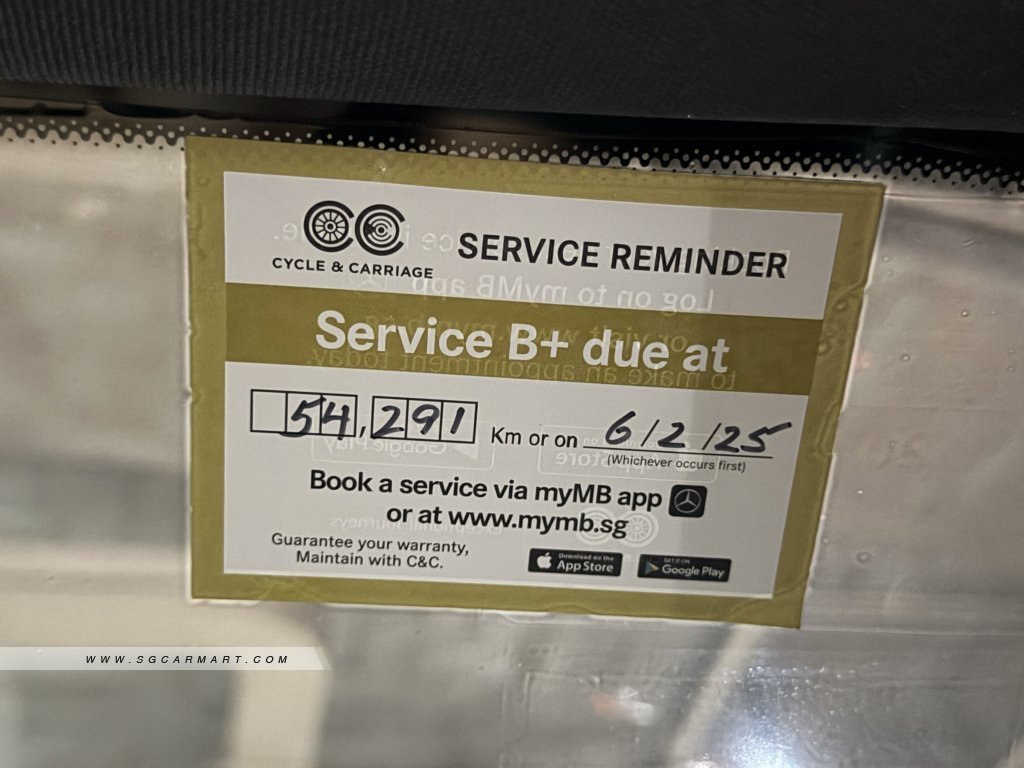 CYCLE & CARRIAGE
SERVICE REMINDER
Service B+ due at
54,291 Km or on 6/2/25
(Whichever occurs first)
Book a service via myMB app
or at www.mymb.sg
Guarantee your warranty,
Maintain with C&C.
Download on the
App Store
GET IT ON
Google Play
WWW.SGCARMART.COM